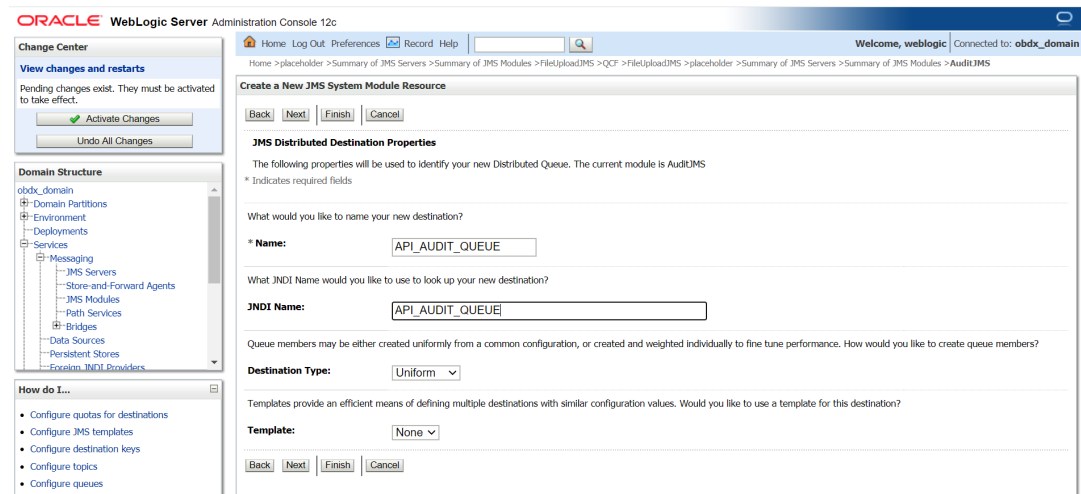 ORACLE WebLogic Server Administration Console 12c
Change Center
View changes and restarts
Pending changes exist. They must be activated
to take effect.
Activate Changes
Undo All Changes
Domain Structure
obdx_domain
Domain Partitions
Environment
Deployments
Services
Messaging
JMS Servers
Store-and-Forward Agents
JMS Modules
Path Services
Bridges
Data Sources
Persistent Stores
Foreign JNDI Providers
How do I...
Configure quotas for destinations
Configure JMS templates
Configure destination keys
Configure topics
Configure queues
Home Log Out Preferences Record Help
Welcome, weblogic Connected to: obdx_domain
Home >placeholder >Summary of JMS Servers >Summary of JMS Modules >FileUploadJMS >QCF >FileUploadJMS >placeholder >Summary of JMS Servers >Summary of JMS Modules >AuditJMS
Create a New JMS System Module Resource
Back Next Finish Cancel
JMS Distributed Destination Properties
The following properties will be used to identify your new Distributed Queue. The current module is AuditJMS
* Indicates required fields
What would you like to name your new destination?
* Name: API_AUDIT_QUEUE
What JNDI Name would you like to use to look up your new destination?
JNDI Name: API_AUDIT_QUEUE
Queue members may be either created uniformly from a common configuration, or created and weighted individually to fine tune performance. How would you like to create queue members?
Destination Type: Uniform
Templates provide an efficient means of defining multiple destinations with similar configuration values. Would you like to use a template for this destination?
Template: None
Back Next Finish Cancel